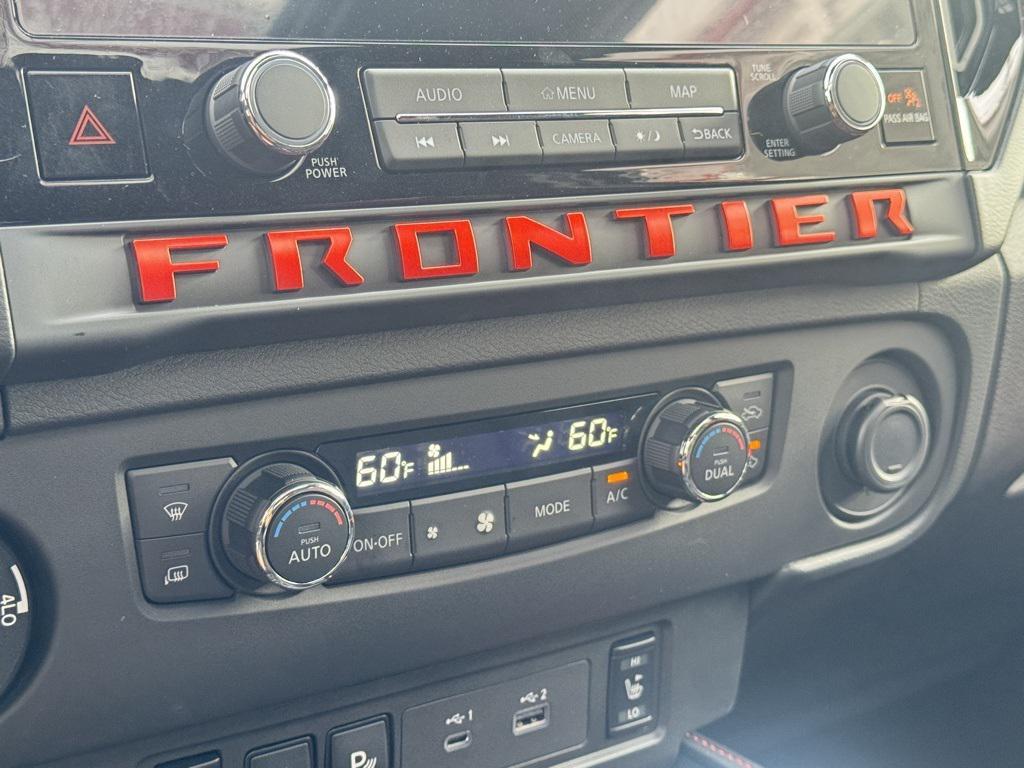 AUDIO
MENU
MAP
TUNE
SCROLL
OFF
PASS AIR BAG
CAMERA
BACK
PUSH
POWER
ENTER
SETTING
FRONTIER
60°F
60°F
PUSH
AUTO
ON-OFF
MODE
A/C
PUSH
DUAL
4LO
1
2
HI
LO
P